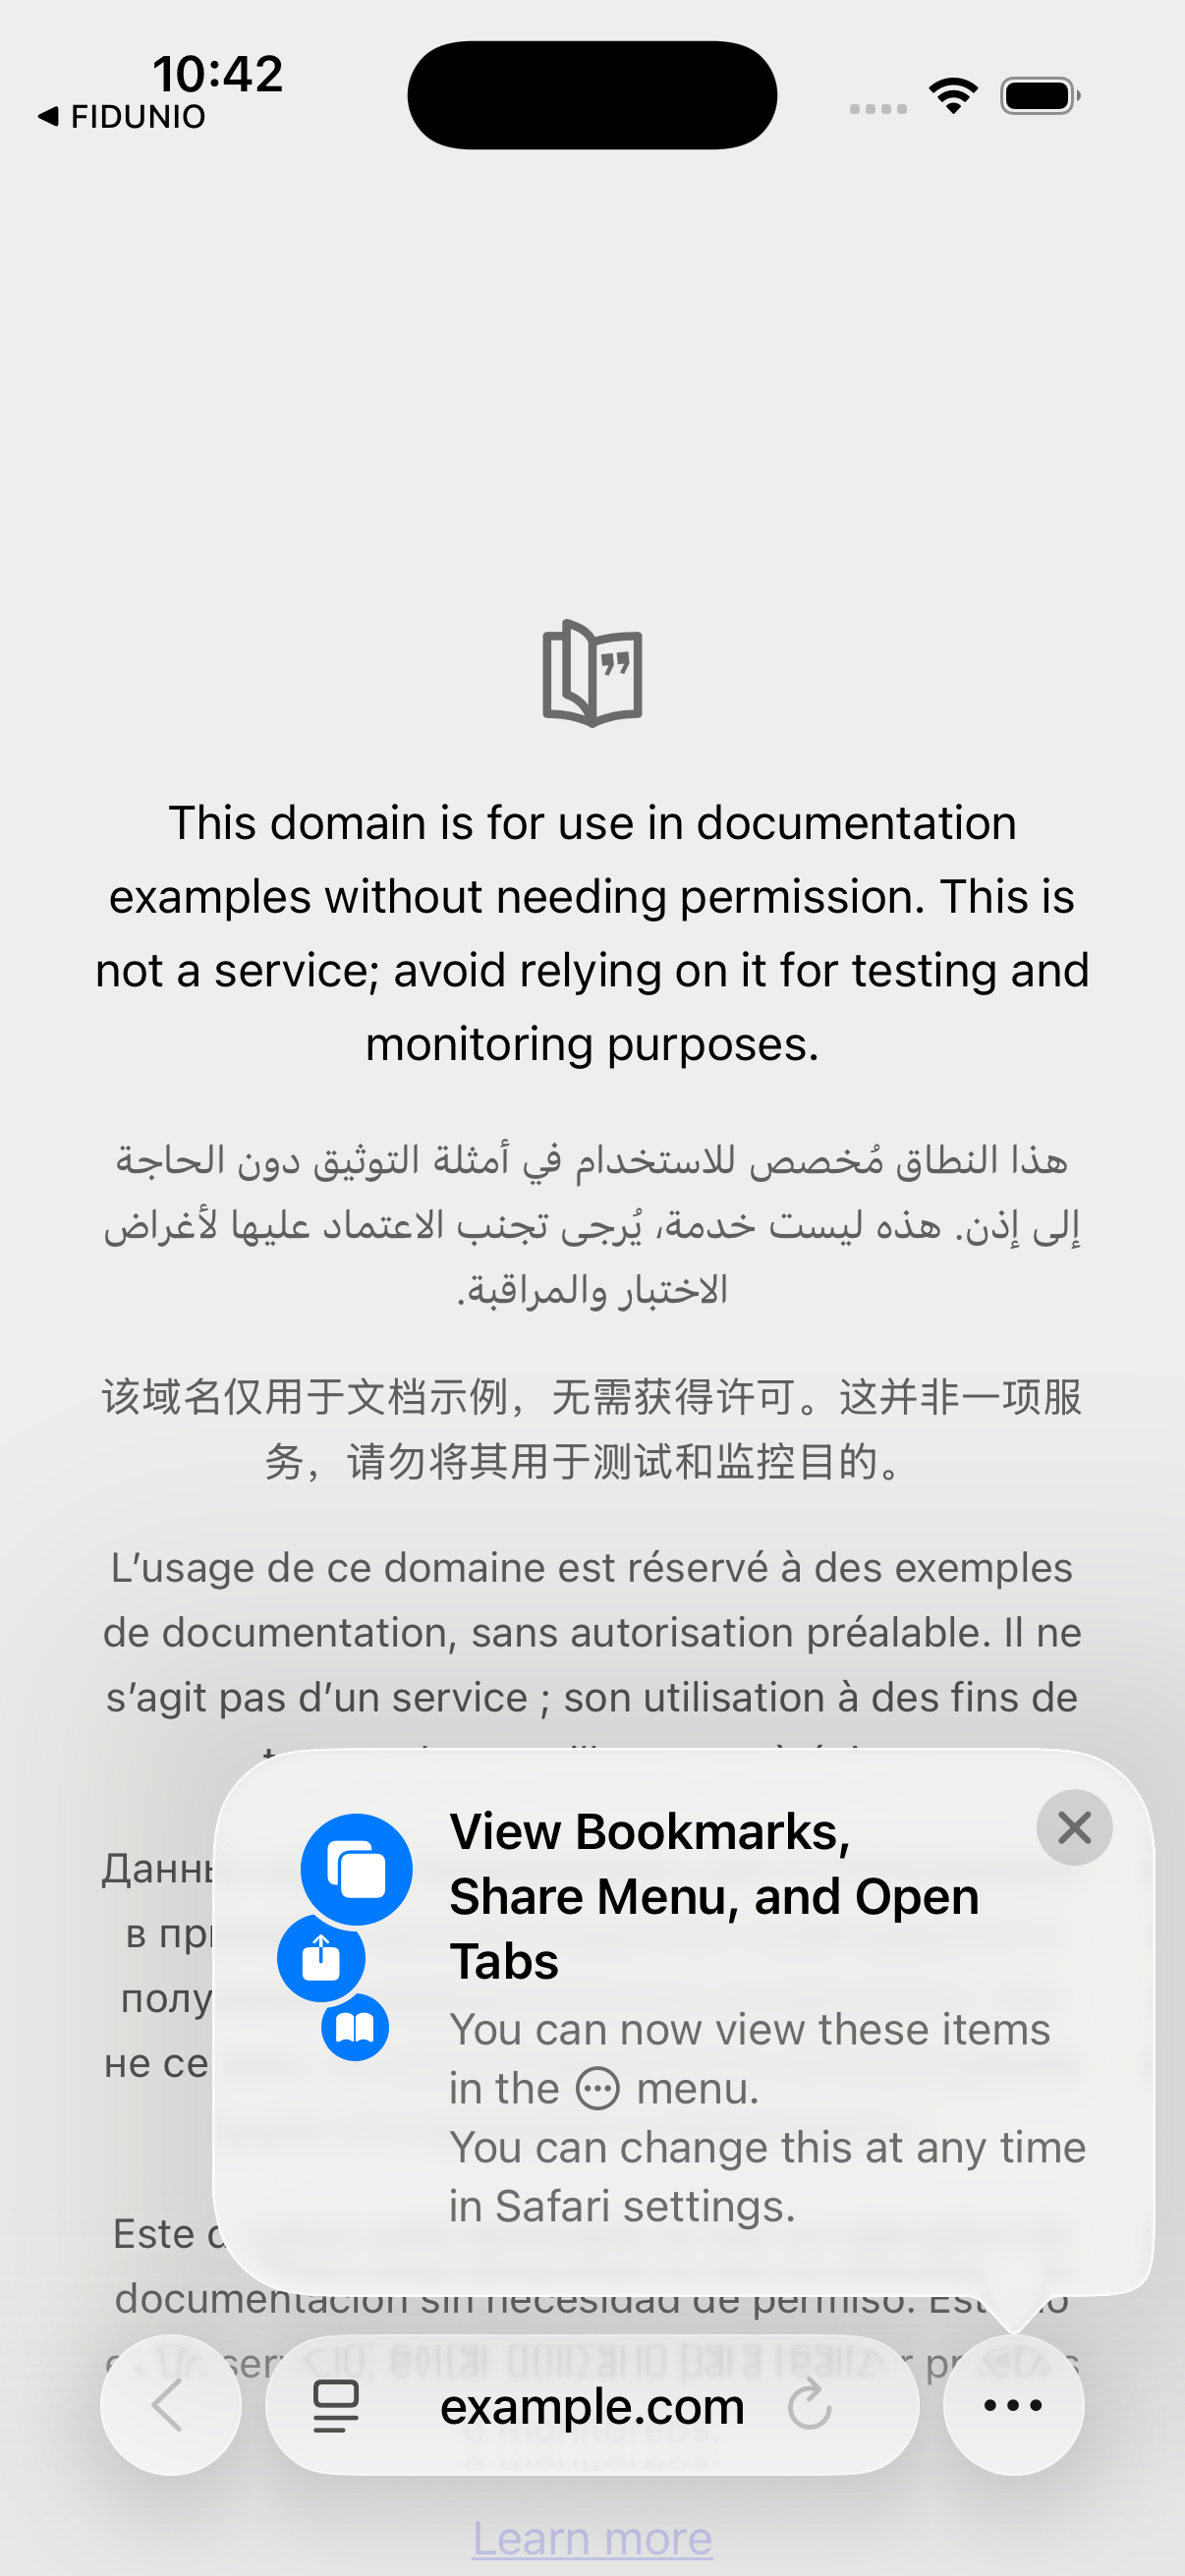 10:42
FIDUNIO
This domain is for use in documentation
examples without needing permission. This is
not a service; avoid relying on it for testing and
monitoring purposes.
هذا النطاق مُخصص للاستخدام في أمثلة التوثيق دون الحاجة
إلى إذن. هذه ليست خدمة، يُرجى تجنب الاعتماد عليها لأغراض
الاختبار والمراقبة.
该域名仅用于文档示例，无需获得许可。这并非一项服
务，请勿将其用于测试和监控目的。
L’usage de ce domaine est réservé à des exemples
de documentation, sans autorisation préalable. Il ne
s’agit pas d’un service ; son utilisation à des fins de
View Bookmarks,
Share Menu, and Open
Tabs
You can now view these items
in the menu.
You can change this at any time
in Safari settings.
в
не
Este
documentación sin necesidad de permiso.
example.com
Learn more